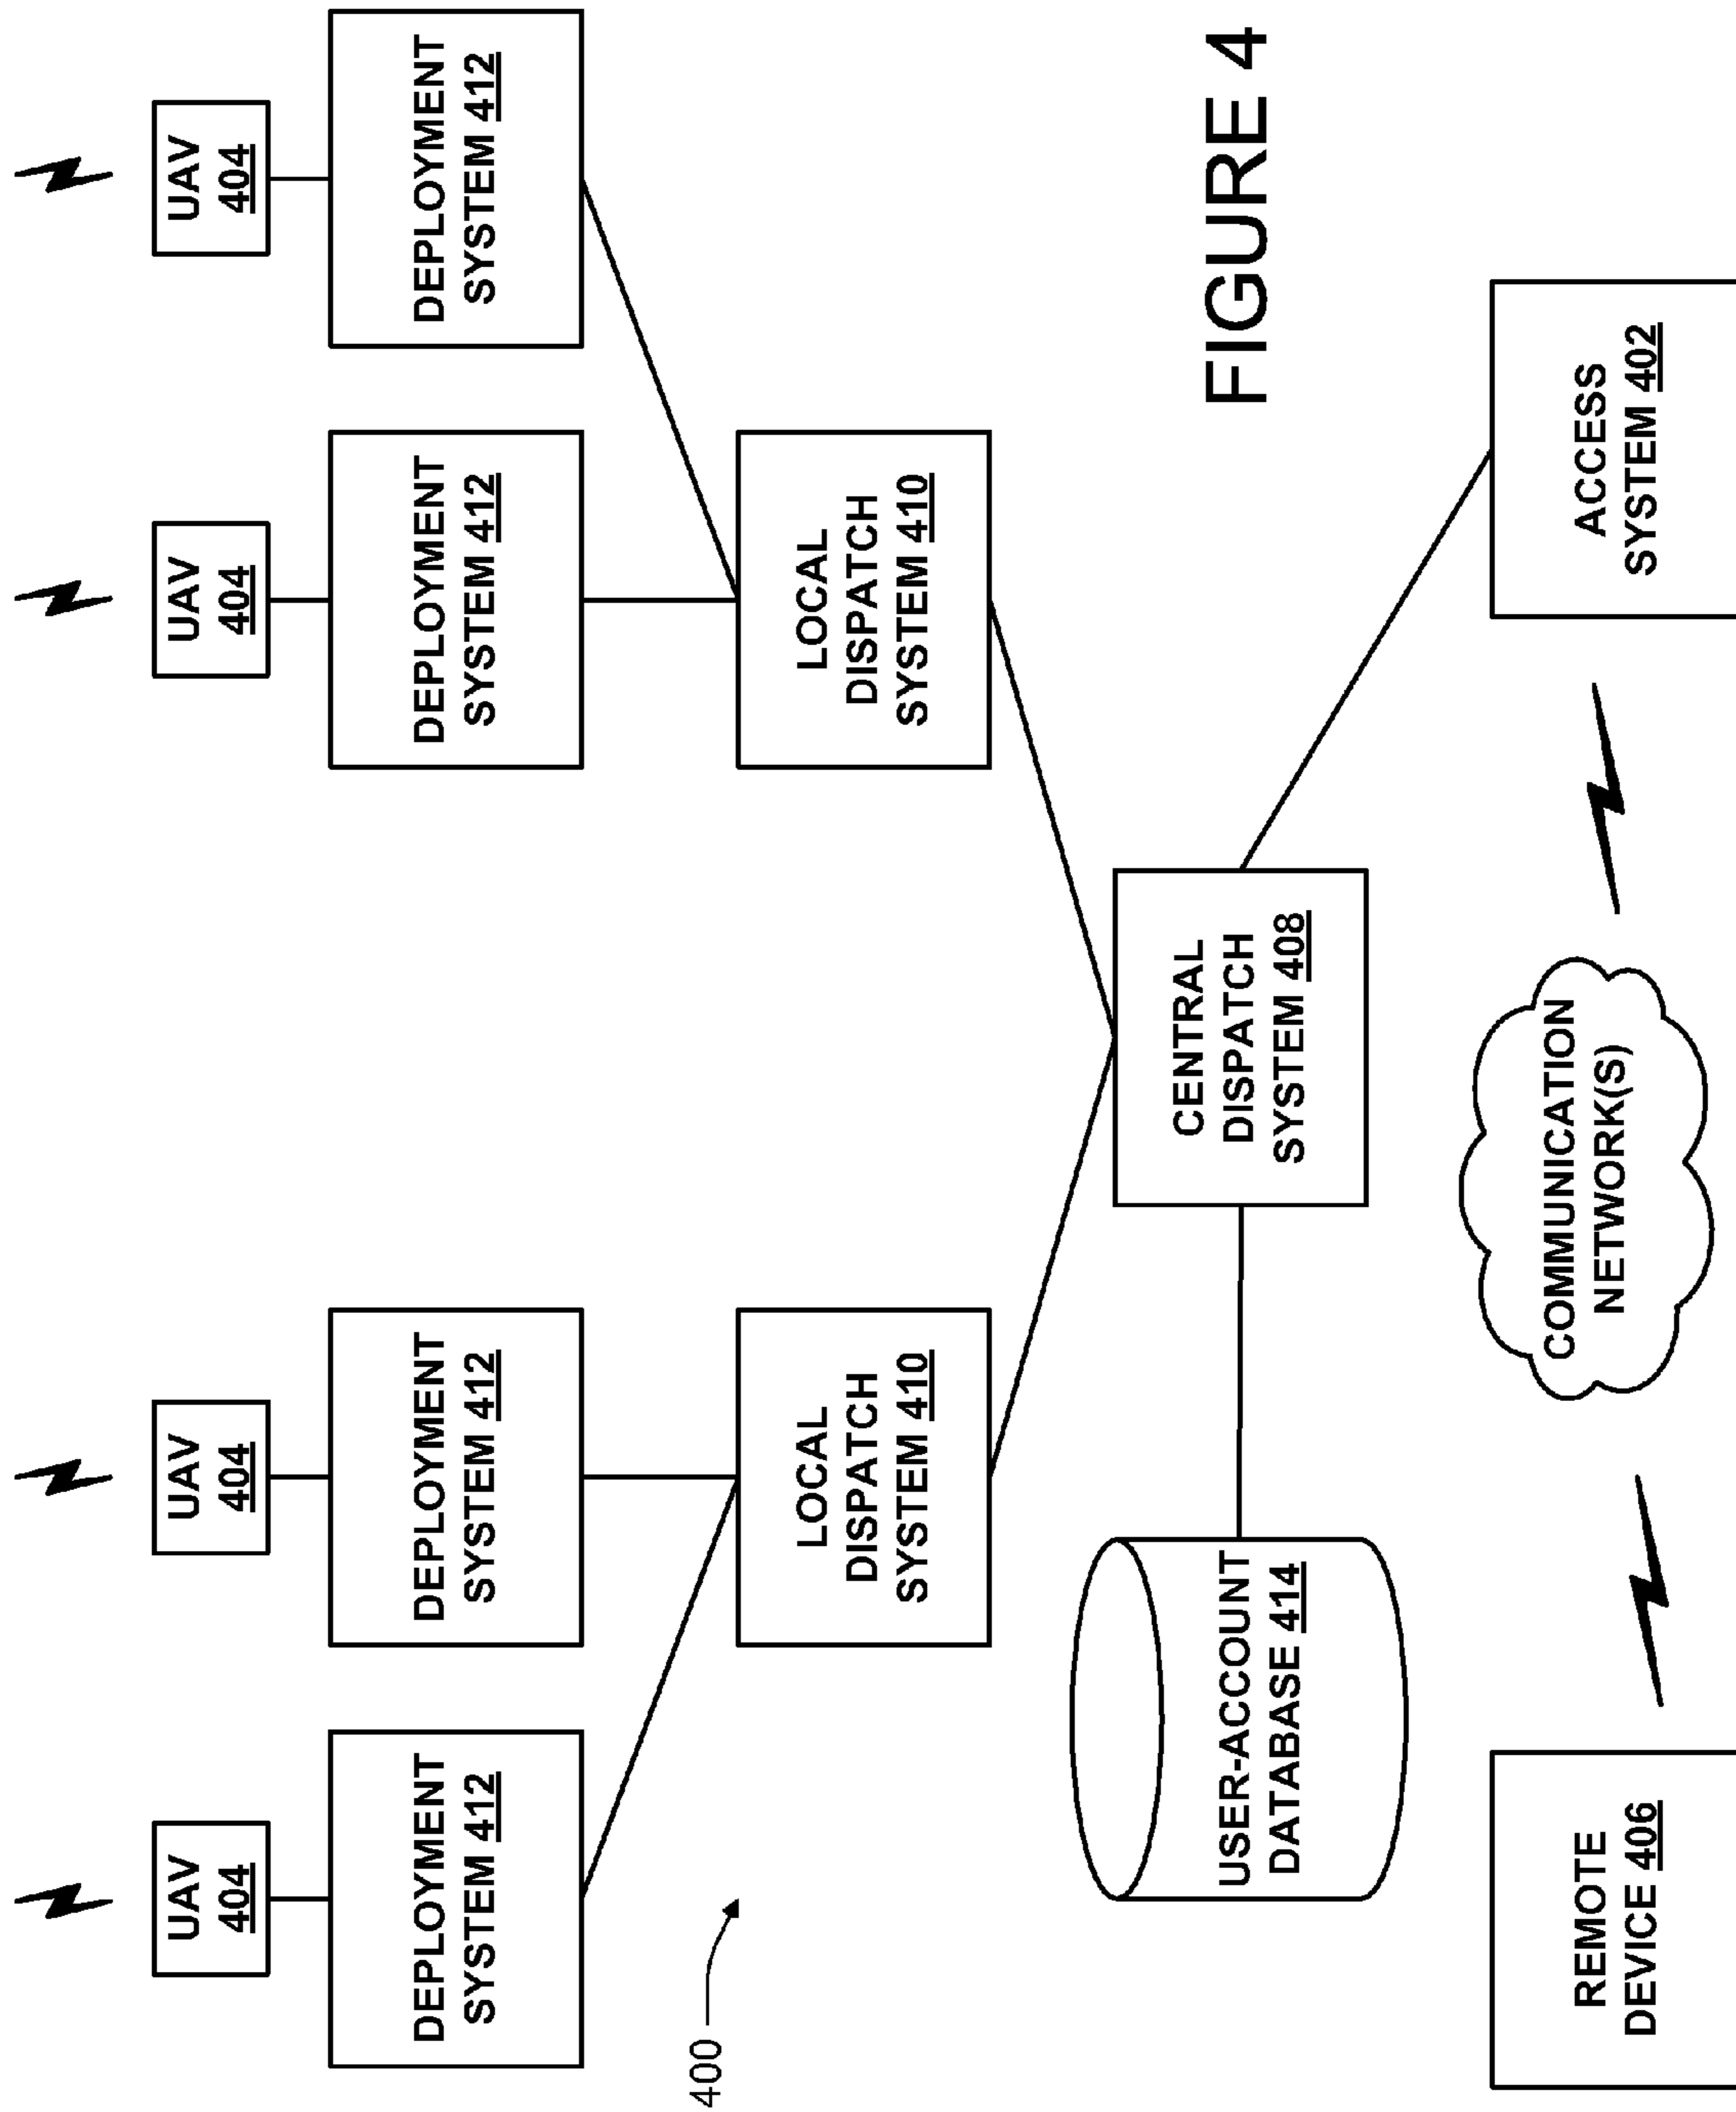 UAV
404
UAV
404
UAV
404
UAV
404
DEPLOYMENT
SYSTEM 412
DEPLOYMENT
SYSTEM 412
DEPLOYMENT
SYSTEM 412
DEPLOYMENT
SYSTEM 412
400
LOCAL
DISPATCH
SYSTEM 410
LOCAL
DISPATCH
SYSTEM 410
USER-ACCOUNT
DATABASE 414
CENTRAL
DISPATCH
SYSTEM 408
FIGURE 4
REMOTE
DEVICE 406
COMMUNICATION
NETWORK(S)
ACCESS
SYSTEM 402